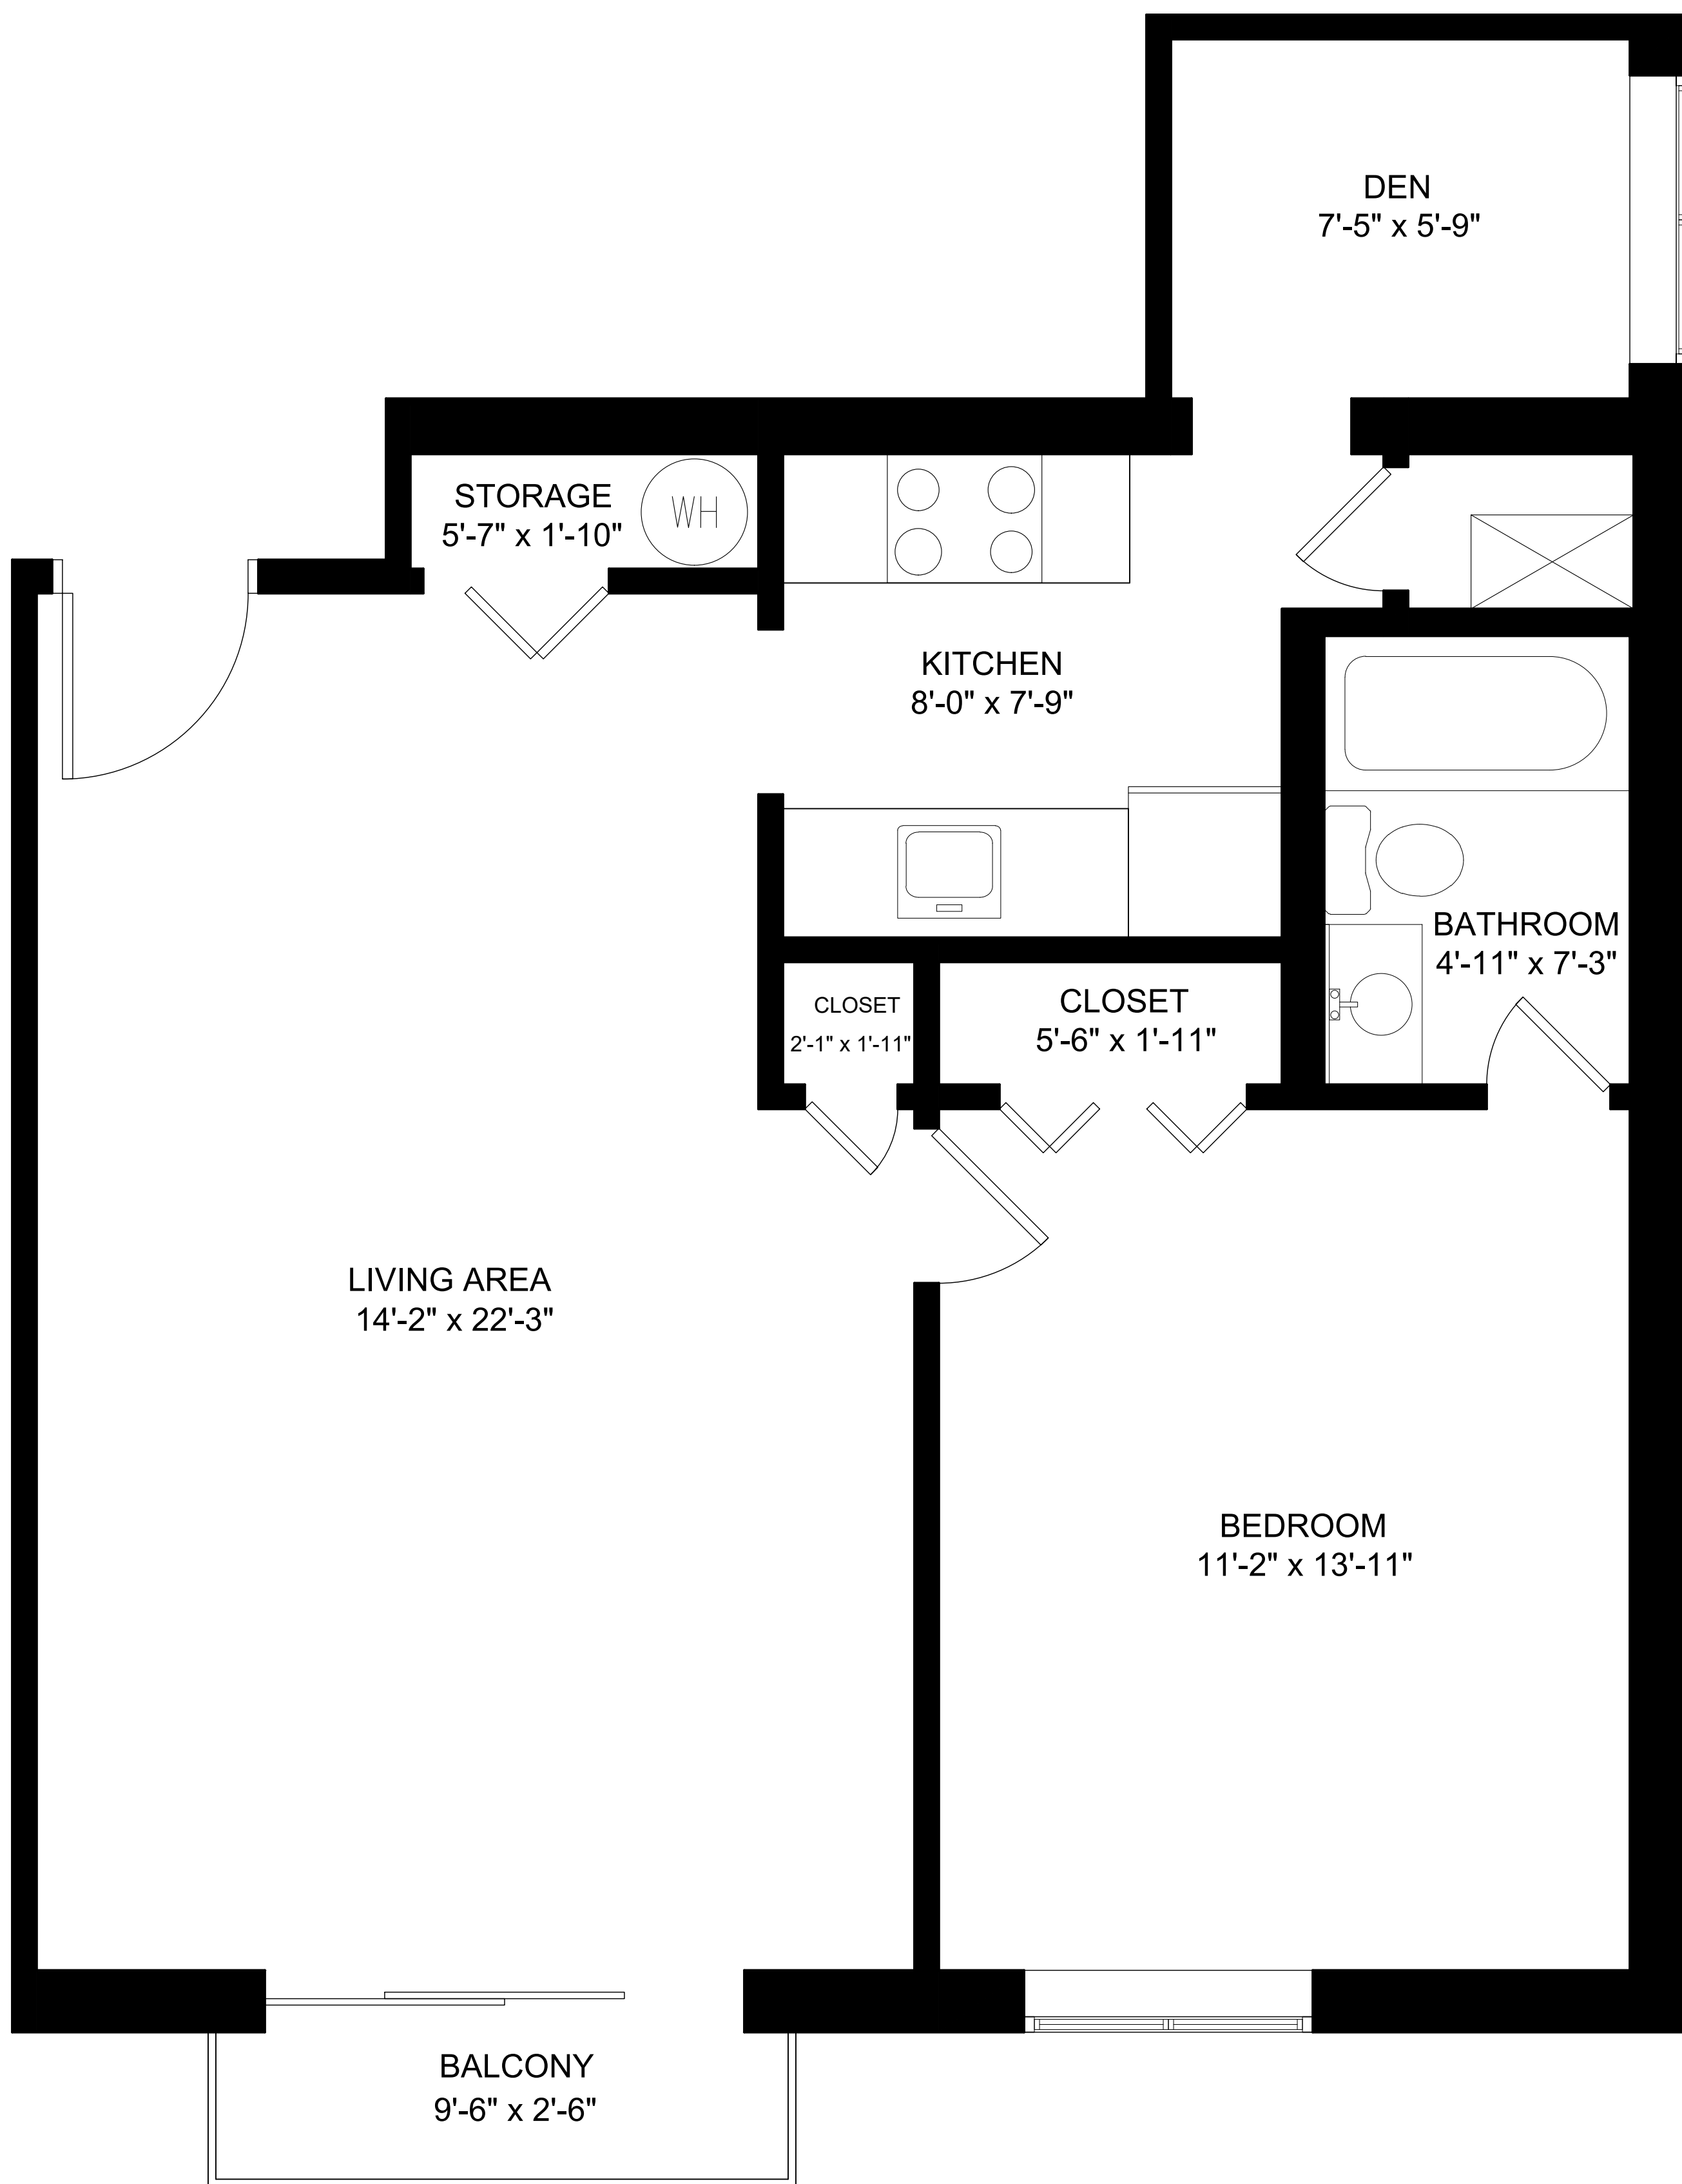 DEN
7'-5" x 5'-9"
STORAGE
5'-7" x 1'-10"
WH
KITCHEN
8'-0" x 7'-9"
BATHROOM
4'-11" x 7'-3"
CLOSET
2'-1" x 1'-11"
CLOSET
5'-6" x 1'-11"
LIVING AREA
14'-2" x 22'-3"
BEDROOM
11'-2" x 13'-11"
BALCONY
9'-6" x 2'-6"